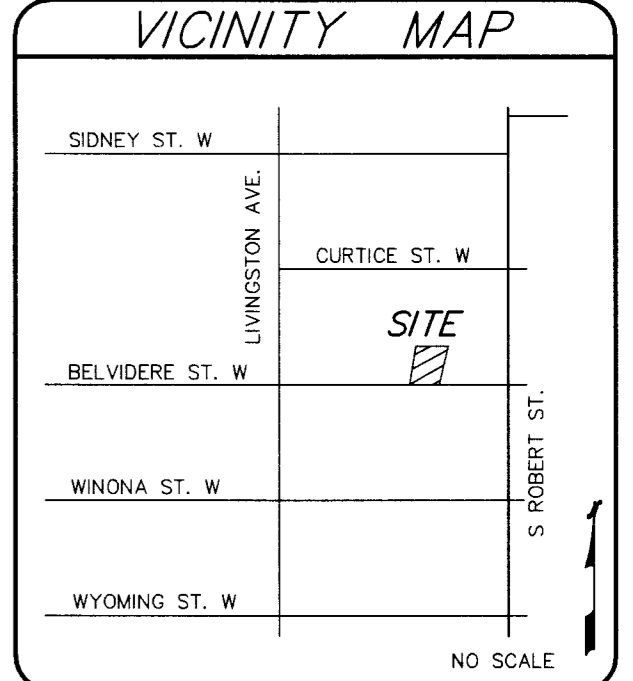 VICINITY MAP
SIDNEY ST. W
LIVINGSTON AVE.
CURTICE ST. W
SITE
BELVIDERE ST. W
S ROBERT ST.
WINONA ST. W
WYOMING ST. W
NO SCALE